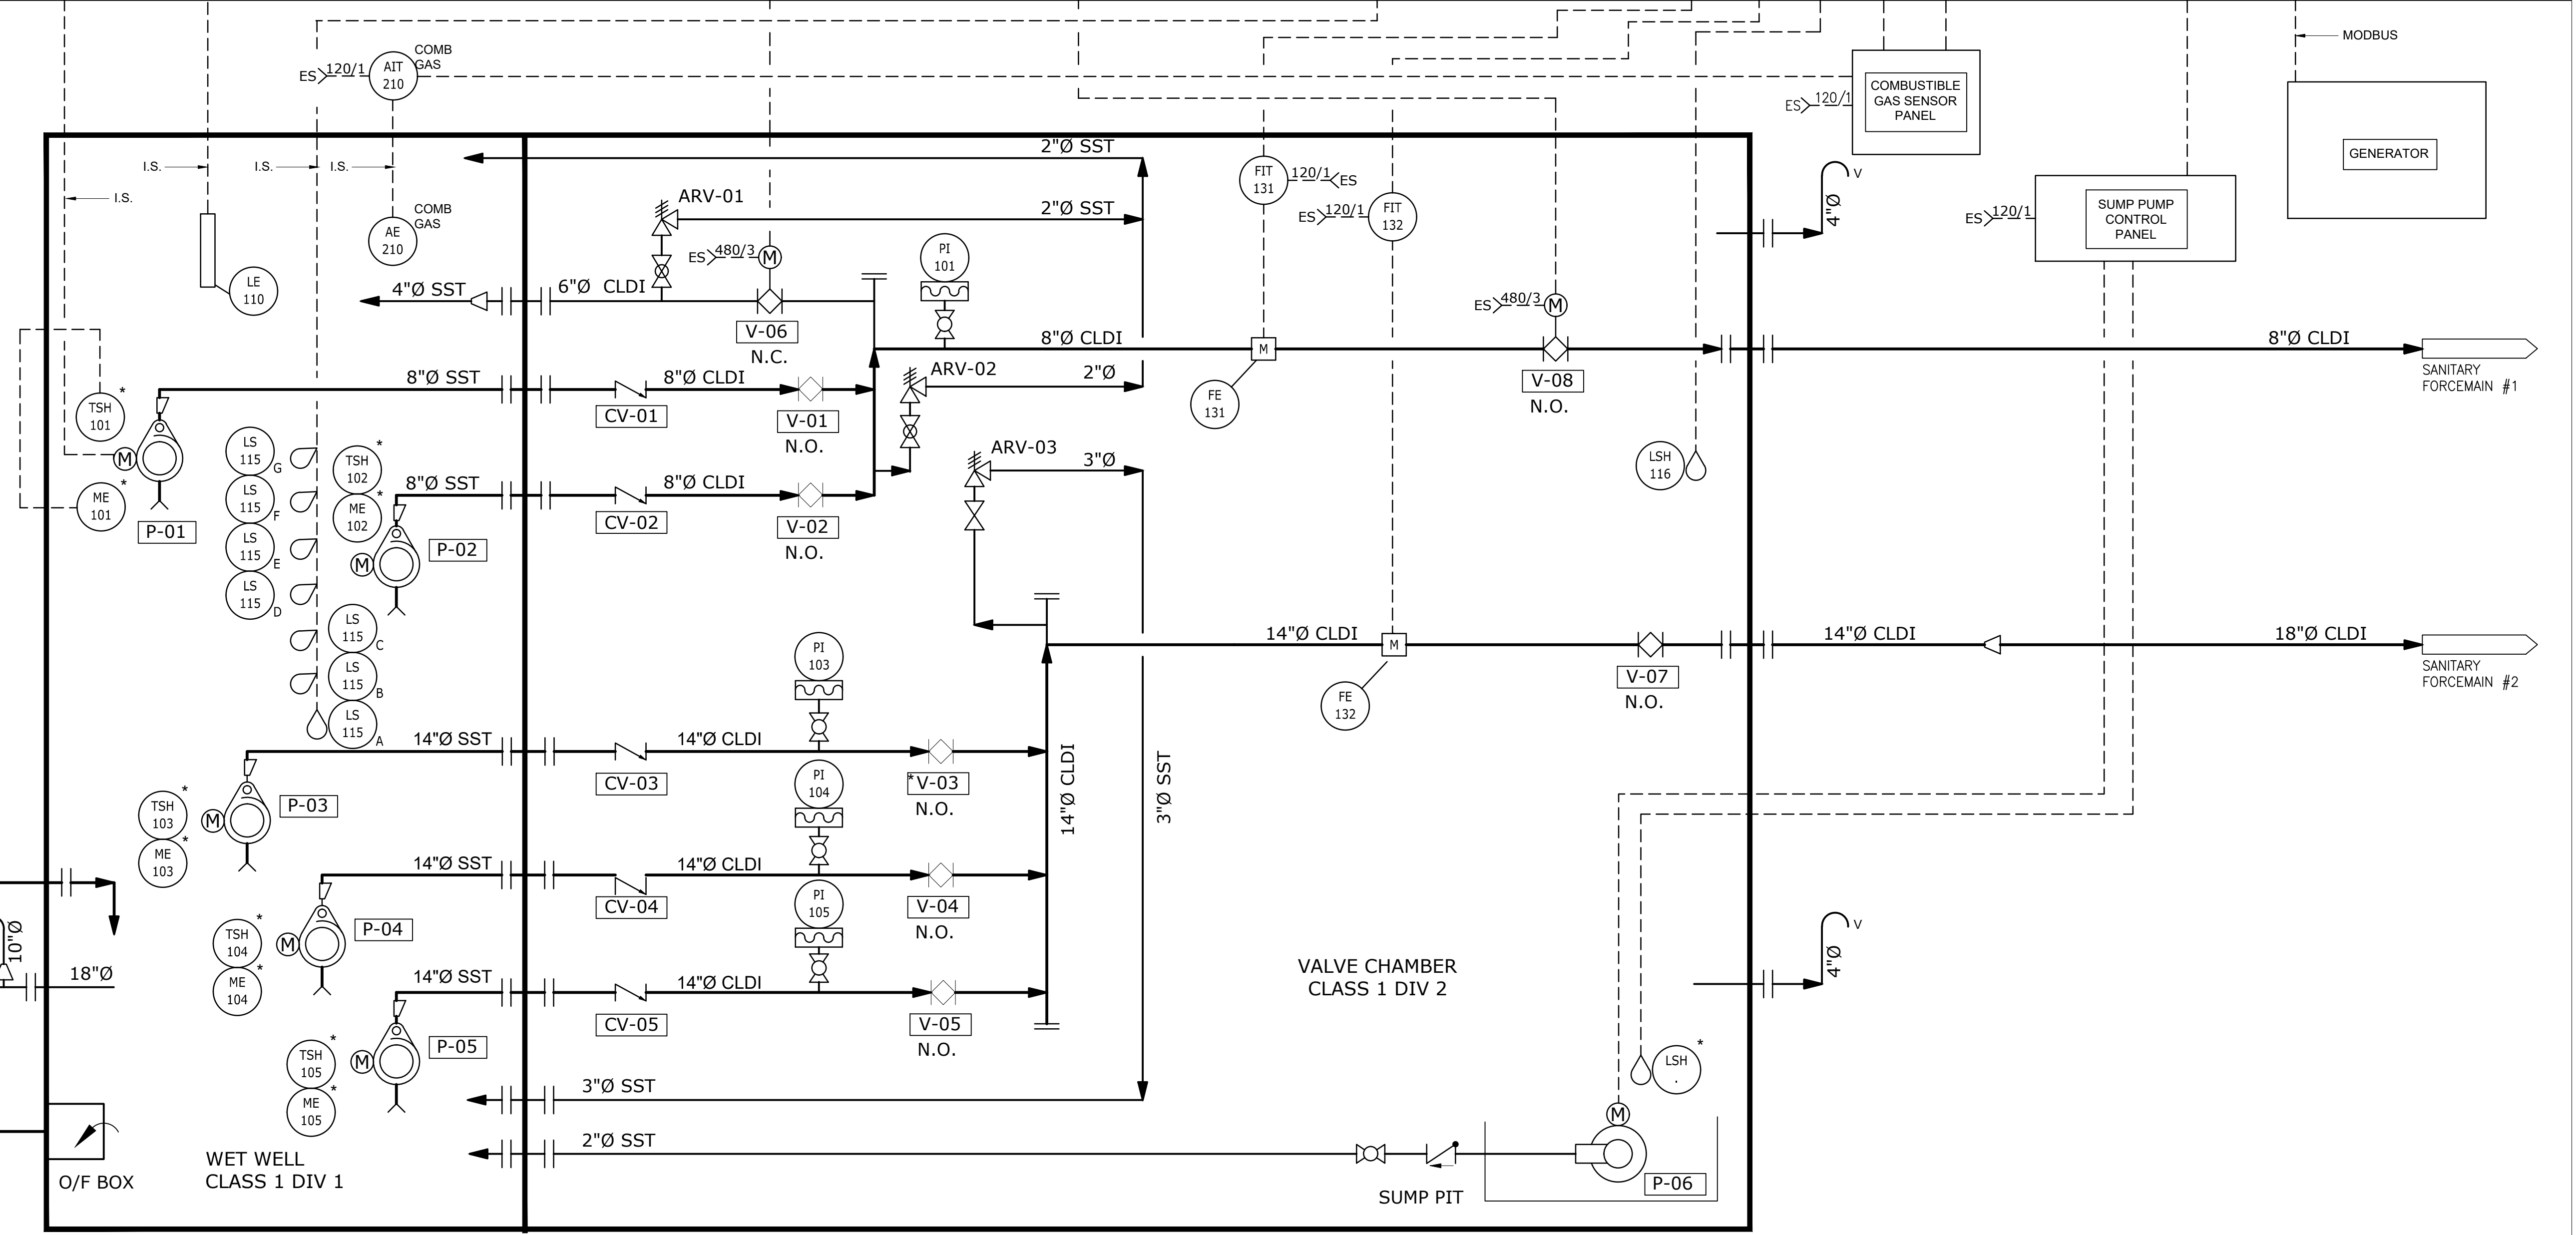 MODBUS
COMB
GAS
AIT
210
ES 120/1
COMBUSTIBLE
GAS SENSOR
PANEL
ES 120/1
GENERATOR
I.S.
I.S.
I.S.
I.S.
2"Ø SST
FIT
131
120/1 ES
V
4"Ø
ARV-01
2"Ø SST
COMB
GAS
AE
210
FIT
132
ES 120/1
SUMP PUMP
CONTROL
PANEL
ES 120/1
ES 480/3
M
PI
101
LE
110
4"Ø SST
6"Ø CLDI
ES 480/3
M
V-06
N.C.
8"Ø CLDI
M
8"Ø CLDI
SANITARY
FORCEMAIN #1
ARV-02
2"Ø
V-08
N.O.
FE
131
8"Ø SST
8"Ø CLDI
CV-01
V-01
N.O.
TSH
101
*
M
ME
101
*
P-01
LS
115
G
LS
115
F
LS
115
E
LS
115
D
TSH
102
*
ME
102
*
M
P-02
8"Ø SST
8"Ø CLDI
CV-02
V-02
N.O.
ARV-03
3"Ø
LSH
116
LS
115
C
LS
115
B
LS
115
A
14"Ø CLDI
M
FE
132
V-07
N.O.
14"Ø CLDI
18"Ø CLDI
SANITARY
FORCEMAIN #2
PI
103
14"Ø SST
14"Ø CLDI
CV-03
*V-03
N.O.
14"Ø CLDI
3"Ø SST
TSH
103
*
ME
103
*
M
P-03
PI
104
14"Ø SST
14"Ø CLDI
CV-04
V-04
N.O.
TSH
104
*
ME
104
*
M
P-04
PI
105
10"Ø
18"Ø
14"Ø SST
14"Ø CLDI
CV-05
V-05
N.O.
VALVE CHAMBER
CLASS 1 DIV 2
V
4"Ø
TSH
105
*
ME
105
*
M
P-05
LSH
.
*
3"Ø SST
2"Ø SST
M
P-06
SUMP PIT
O/F BOX
WET WELL
CLASS 1 DIV 1